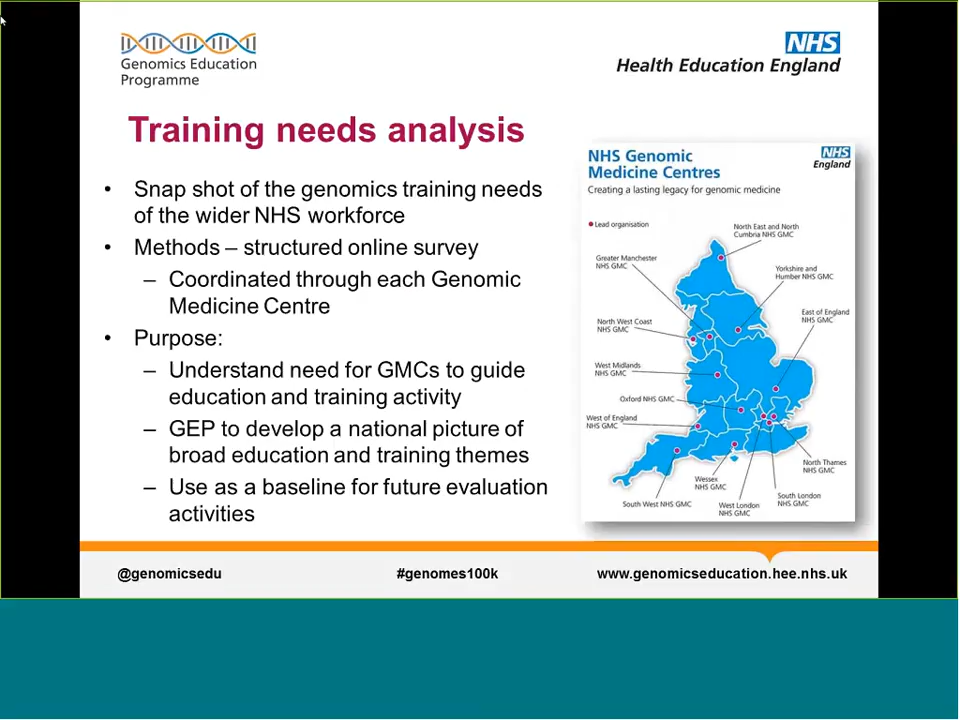 Genomics Education
Programme
NHS
Health Education England
Training needs analysis
• Snap shot of the genomics training needs
of the wider NHS workforce
• Methods – structured online survey
– Coordinated through each Genomic
Medicine Centre
• Purpose:
– Understand need for GMCs to guide
education and training activity
– GEP to develop a national picture of
broad education and training themes
– Use as a baseline for future evaluation
activities
NHS Genomic
Medicine Centres
NHS
England
Creating a lasting legacy for genomic medicine
Lead organisation
North East and North
Cumbria NHS GMC
Greater Manchester
NHS GMC
Yorkshire and
Humber NHS GMC
East of England
NHS GMC
North West Coast
NHS GMC
West Midlands
NHS GMC
Oxford NHS GMC
West of England
NHS GMC
North Thames
NHS GMC
Wessex
NHS GMC
South London
NHS GMC
South West NHS GMC
West London
NHS GMC
@genomicsedu
#genomes100k
www.genomicseducation.hee.nhs.uk